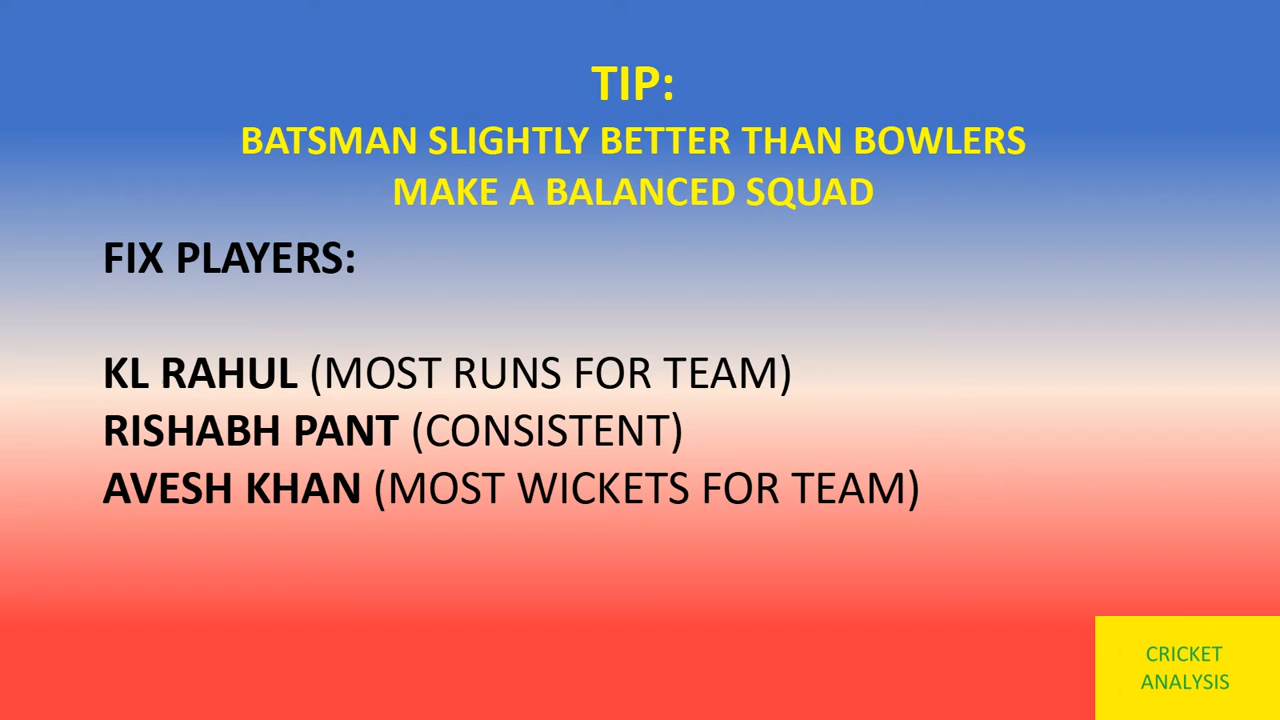 TIP:
BATSMAN SLIGHTLY BETTER THAN BOWLERS
MAKE A BALANCED SQUAD
FIX PLAYERS:
KL RAHUL (MOST RUNS FOR TEAM)
RISHABH PANT (CONSISTENT)
AVESH KHAN (MOST WICKETS FOR TEAM)
CRICKET
ANALYSIS